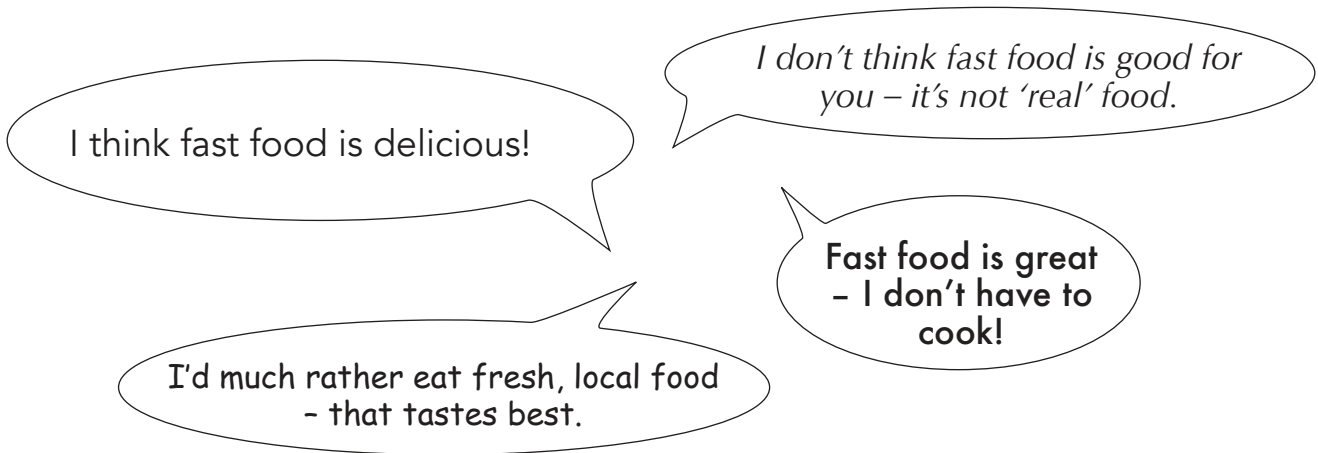 I don’t think fast food is good for
you – it’s not ‘real’ food.
I think fast food is delicious!
Fast food is great
– I don’t have to
cook!
I’d much rather eat fresh, local food
– that tastes best.